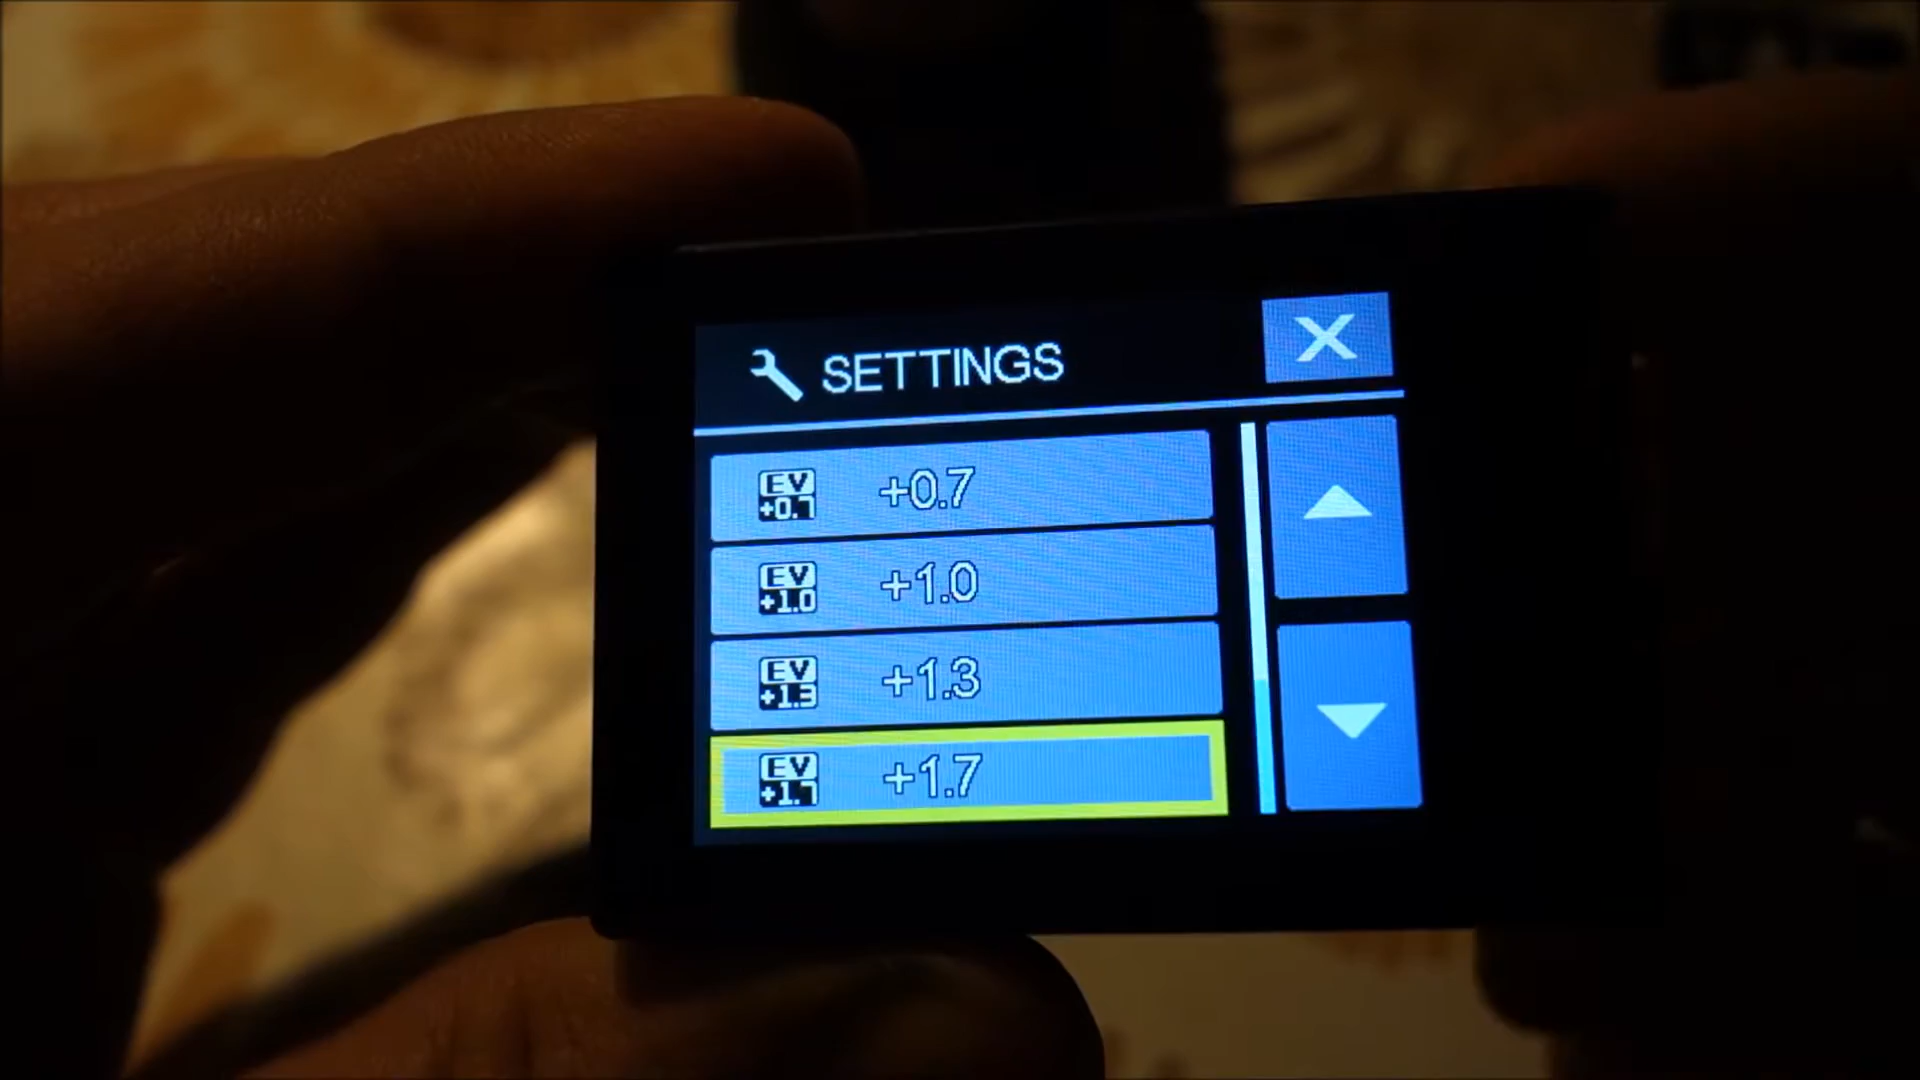 SETTINGS X
EV +0.7 +0.7
EV +1.0 +1.0
EV +1.3 +1.3
EV +1.7 +1.7